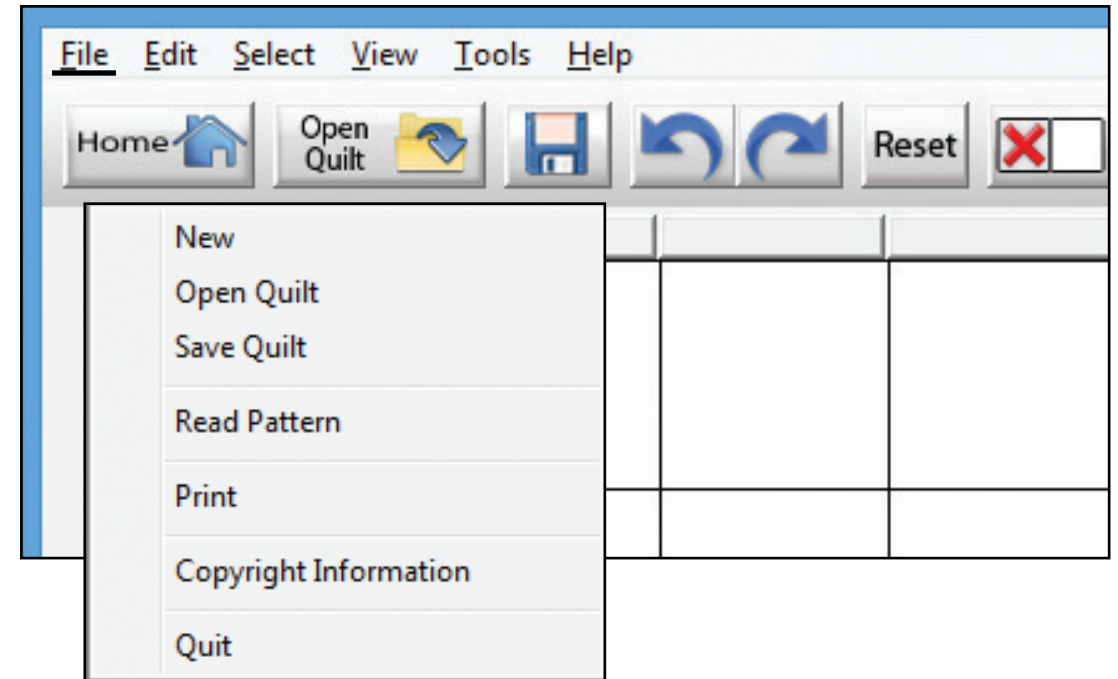 File Edit Select View Tools Help
Home Open Quilt Reset
New
Open Quilt
Save Quilt
Read Pattern
Print
Copyright Information
Quit